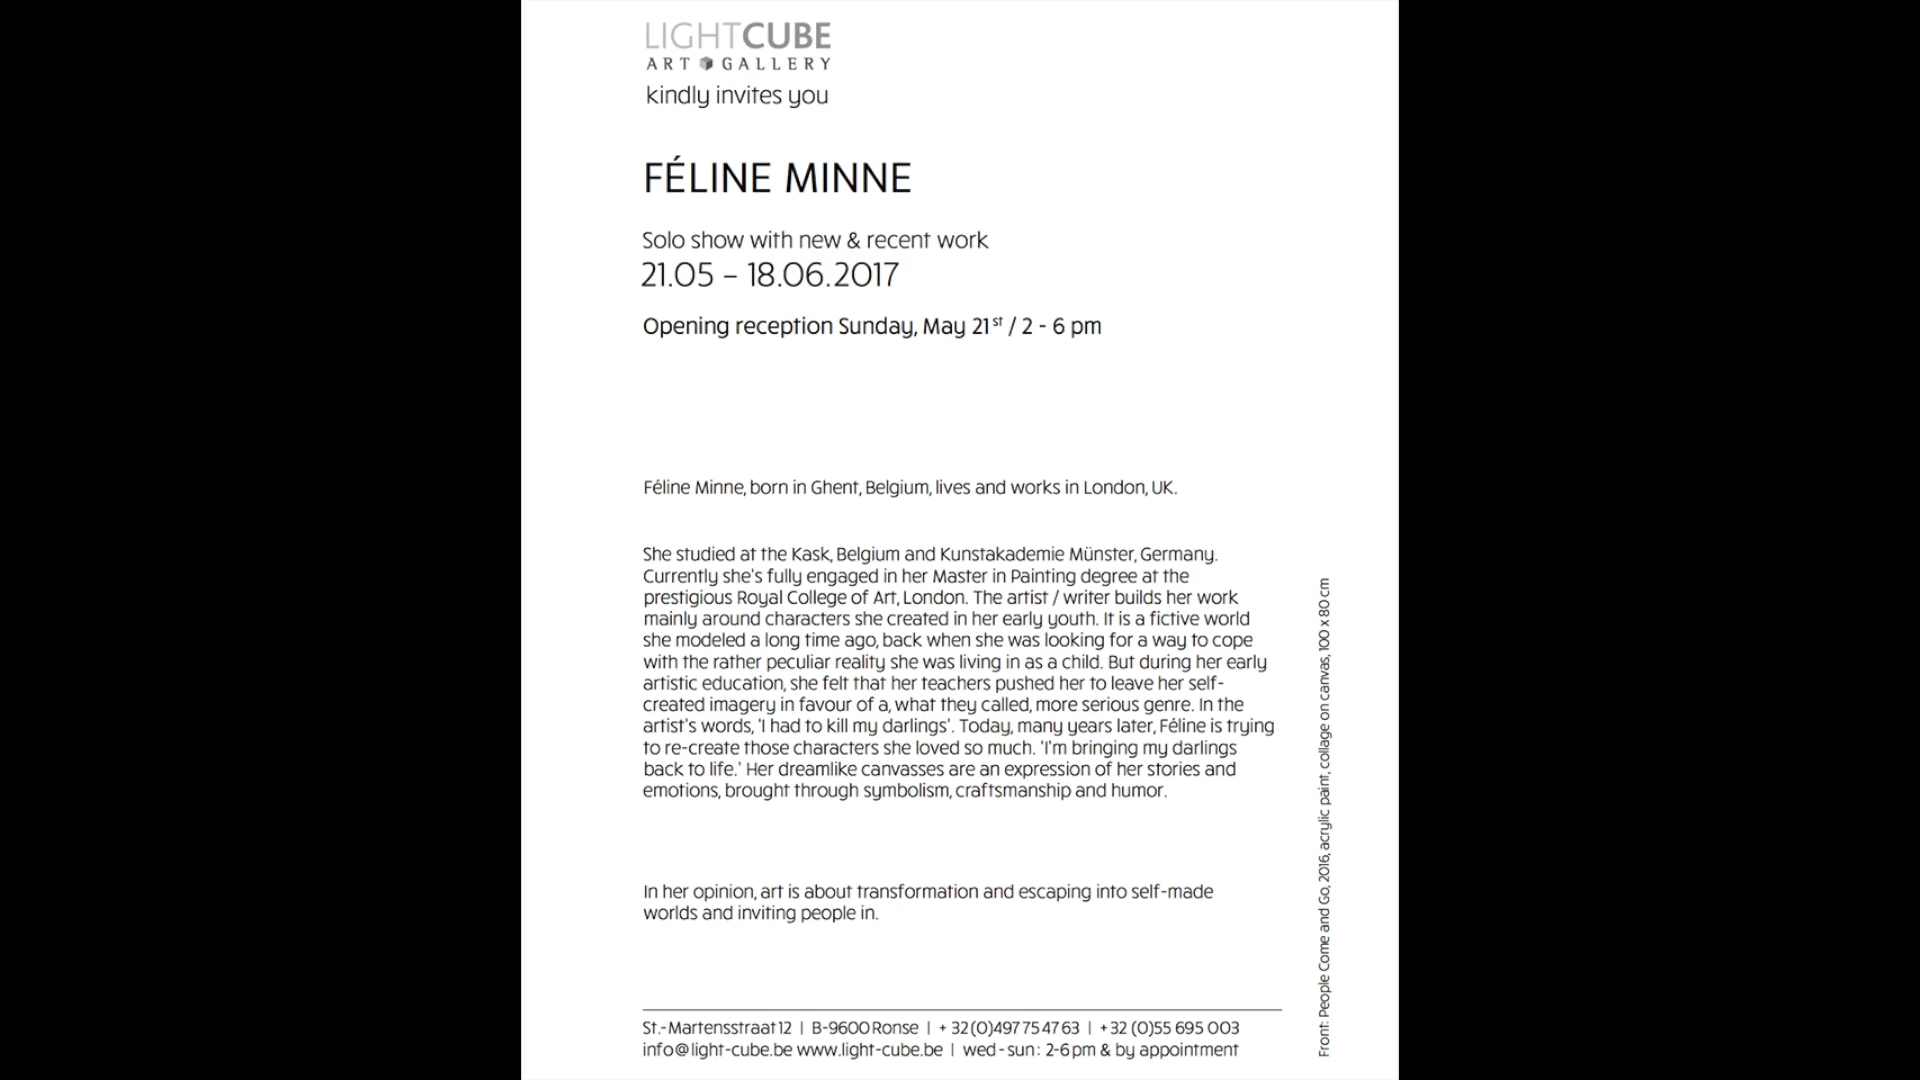 LIGHTCUBE
ART GALLERY
kindly invites you
FÉLINE MINNE
Solo show with new & recent work
21.05 – 18.06.2017
Opening reception Sunday, May 21st / 2 - 6 pm
Féline Minne, born in Ghent, Belgium, lives and works in London, UK.
She studied at the Kask, Belgium and Kunstakademie Münster, Germany.
Currently she's fully engaged in her Master in Painting degree at the
prestigious Royal College of Art, London. The artist / writer builds her work
mainly around characters she created in her early youth. It is a fictive world
she modeled a long time ago, back when she was looking for a way to cope
with the rather peculiar reality she was living in as a child. But during her early
artistic education, she felt that her teachers pushed her to leave her self-
created imagery in favour of a, what they called, more serious genre. In the
artist's words, 'I had to kill my darlings'. Today, many years later, Féline is trying
to re-create those characters she loved so much. 'I'm bringing my darlings
back to life.' Her dreamlike canvasses are an expression of her stories and
emotions, brought through symbolism, craftsmanship and humor.
In her opinion, art is about transformation and escaping into self-made
worlds and inviting people in.
St.-Martensstraat 12 | B-9600 Ronse | + 32 (0)497 75 47 63 | +32 (0)55 695 003
info@light-cube.be www.light-cube.be | wed - sun: 2-6 pm & by appointment
Front: People Come and Go, 2016, acrylic paint, collage on canvas, 100 x 80 cm